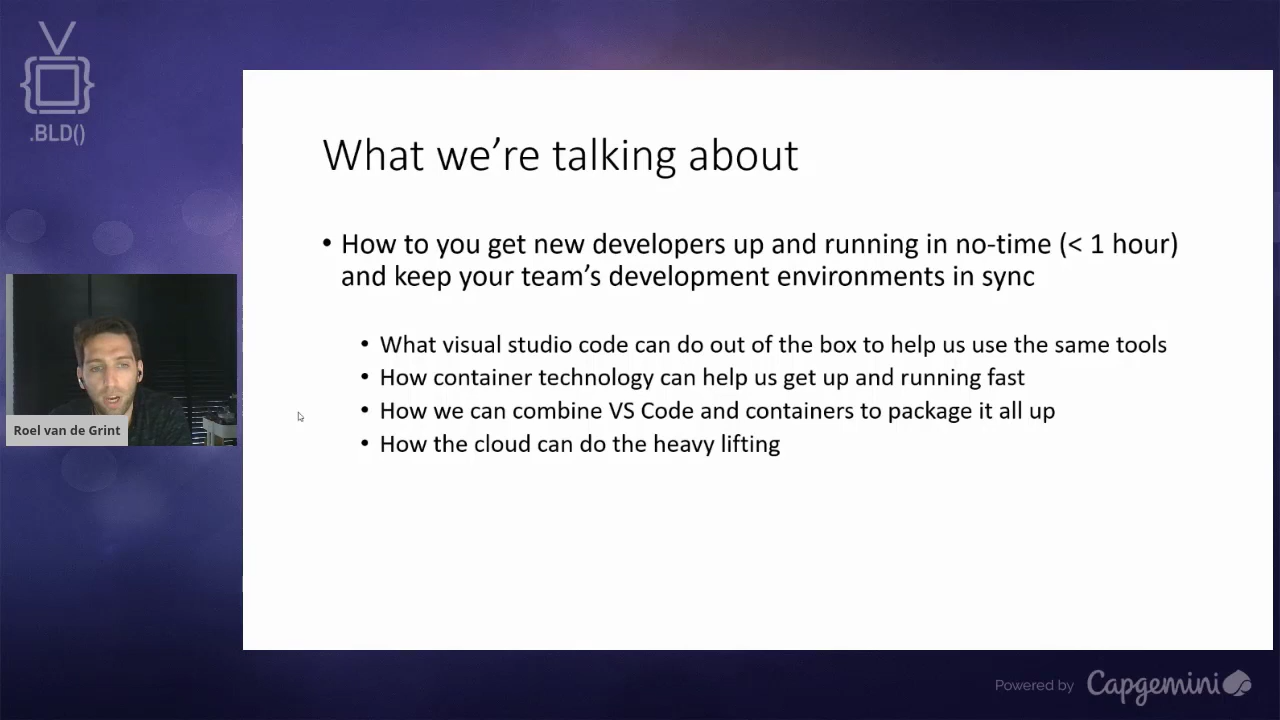 .BLD()
What we're talking about
• How to you get new developers up and running in no-time (< 1 hour)
and keep your team's development environments in sync
• What visual studio code can do out of the box to help us use the same tools
• How container technology can help us get up and running fast
• How we can combine VS Code and containers to package it all up
• How the cloud can do the heavy lifting
Roel van de Grint
Powered by Capgemini